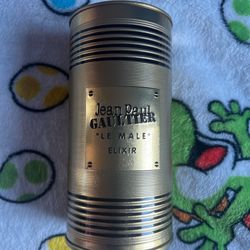 Jean Paul
GAULTIER
"LE MALE"
ELIXIR